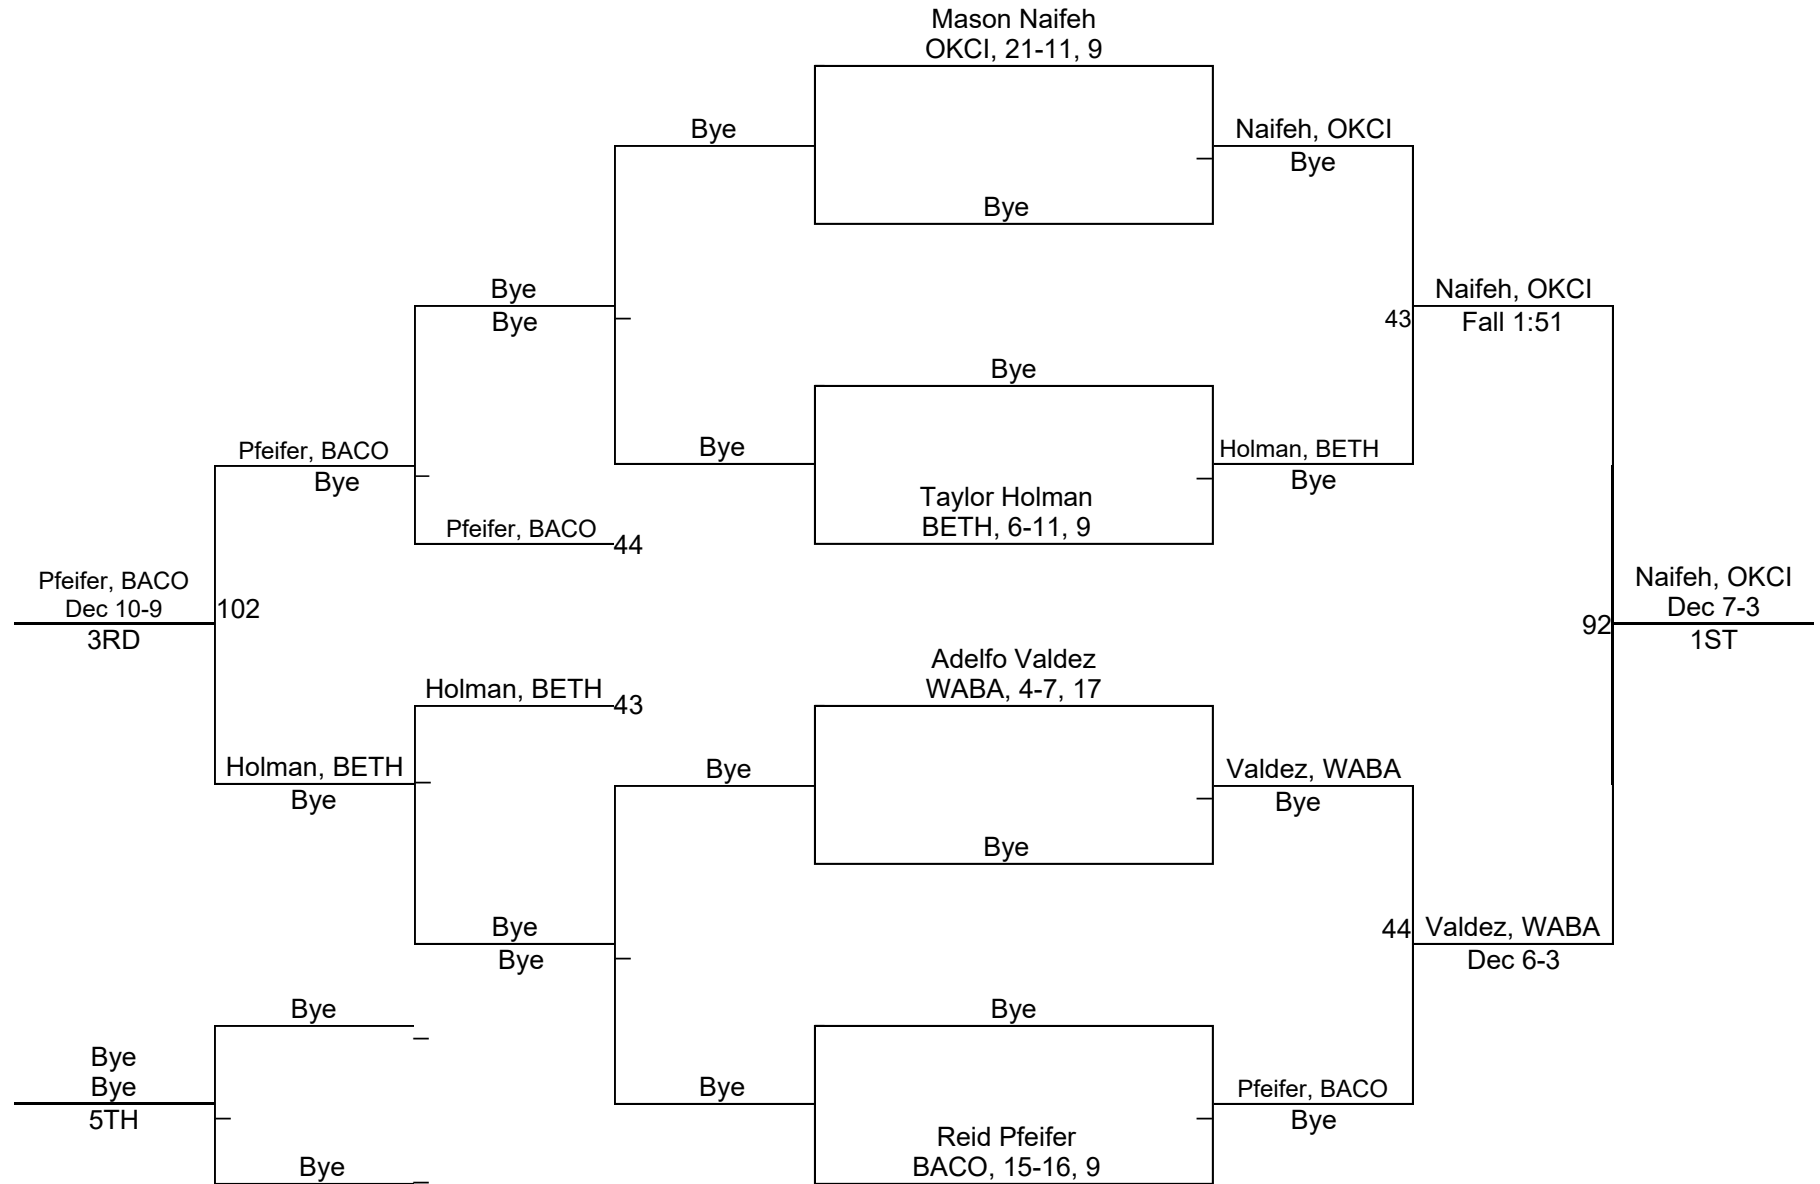 Mason Naifeh
OKCI, 21-11, 9
Bye
Naifeh, OKCI
Bye
Bye
Bye
Bye
Naifeh, OKCI
Fall 1:51
43
Bye
Pfeifer, BACO
Bye
Bye
Holman, BETH
Bye
Taylor Holman
BETH, 6-11, 9
Pfeifer, BACO
44
Pfeifer, BACO
Dec 10-9
3RD
102
Naifeh, OKCI
Dec 7-3
1ST
92
Adelfo Valdez
WABA, 4-7, 17
Holman, BETH
43
Holman, BETH
Bye
Bye
Valdez, WABA
Bye
Bye
Bye
Bye
44
Valdez, WABA
Dec 6-3
Bye
Bye
Bye
Bye
5TH
Bye
Pfeifer, BACO
Bye
Reid Pfeifer
BACO, 15-16, 9
Bye